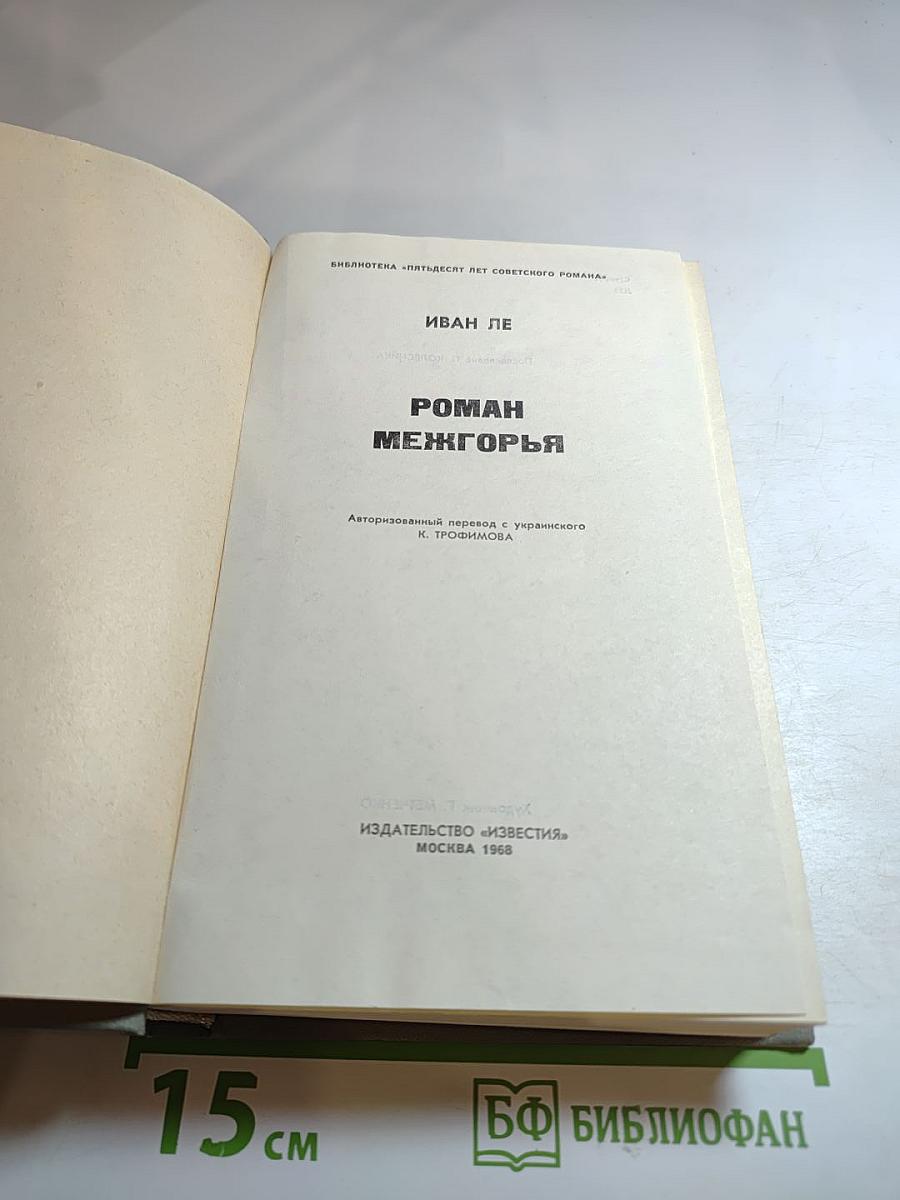 БИБЛИОТЕКА «ПЯТЬДЕСЯТ ЛЕТ СОВЕТСКОГО РОМАНА»
ИВАН ЛЕ
РОМАН
МЕЖГОРЬЯ
Авторизованный перевод с украинского
К. ТРОФИМОВА
ИЗДАТЕЛЬСТВО «ИЗВЕСТИЯ»
МОСКВА 1968
15 см
БФ БИБЛИОФАН